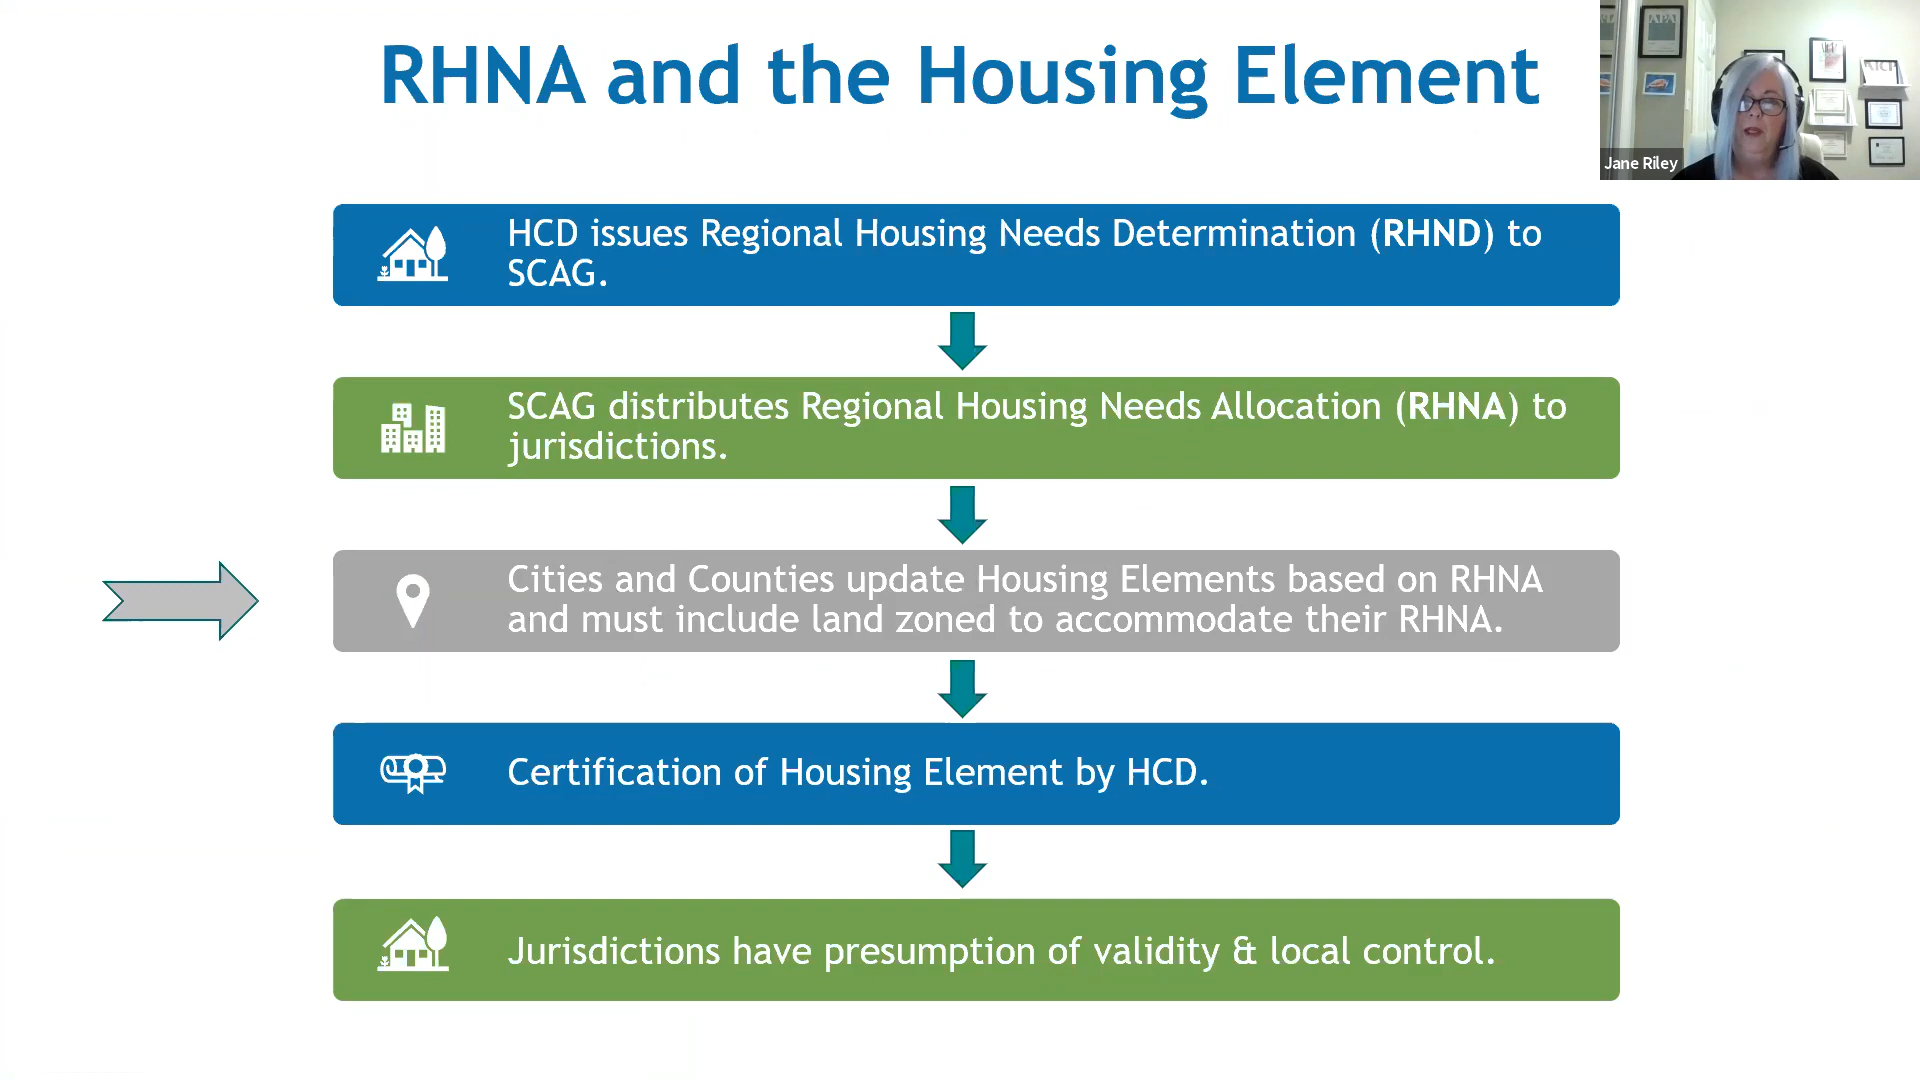 RHNA and the Housing Element
APA
AICP
Jane Riley
HCD issues Regional Housing Needs Determination (RHND) to
SCAG.
SCAG distributes Regional Housing Needs Allocation (RHNA) to
jurisdictions.
Cities and Counties update Housing Elements based on RHNA
and must include land zoned to accommodate their RHNA.
Certification of Housing Element by HCD.
Jurisdictions have presumption of validity & local control.